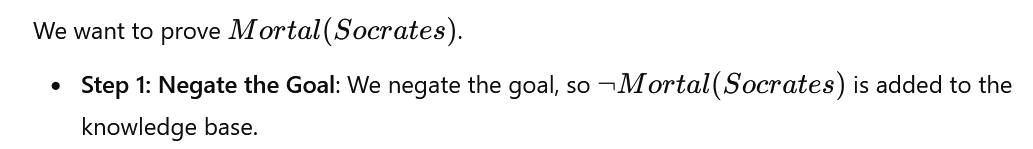 We want to prove Mortal(Socrates).
• Step 1: Negate the Goal: We negate the goal, so ¬Mortal(Socrates) is added to the
knowledge base.